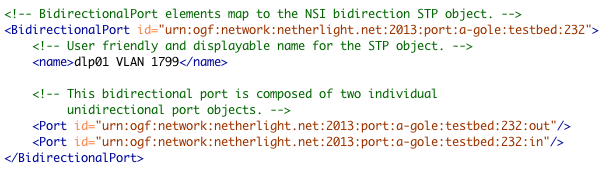 <!-- BidirectionalPort elements map to the NSI bidirection STP object. -->
<BidirectionalPort id="urn:ogf:network:netherlight.net:2013:port:a-gole:testbed:232">
<!-- User friendly and displayable name for the STP object. -->
<name>dlp01 VLAN 1799</name>
<!-- This bidirectional port is composed of two individual
unidirectional port objects. -->
<Port id="urn:ogf:network:netherlight.net:2013:port:a-gole:testbed:232:out"/>
<Port id="urn:ogf:network:netherlight.net:2013:port:a-gole:testbed:232:in"/>
</BidirectionalPort>